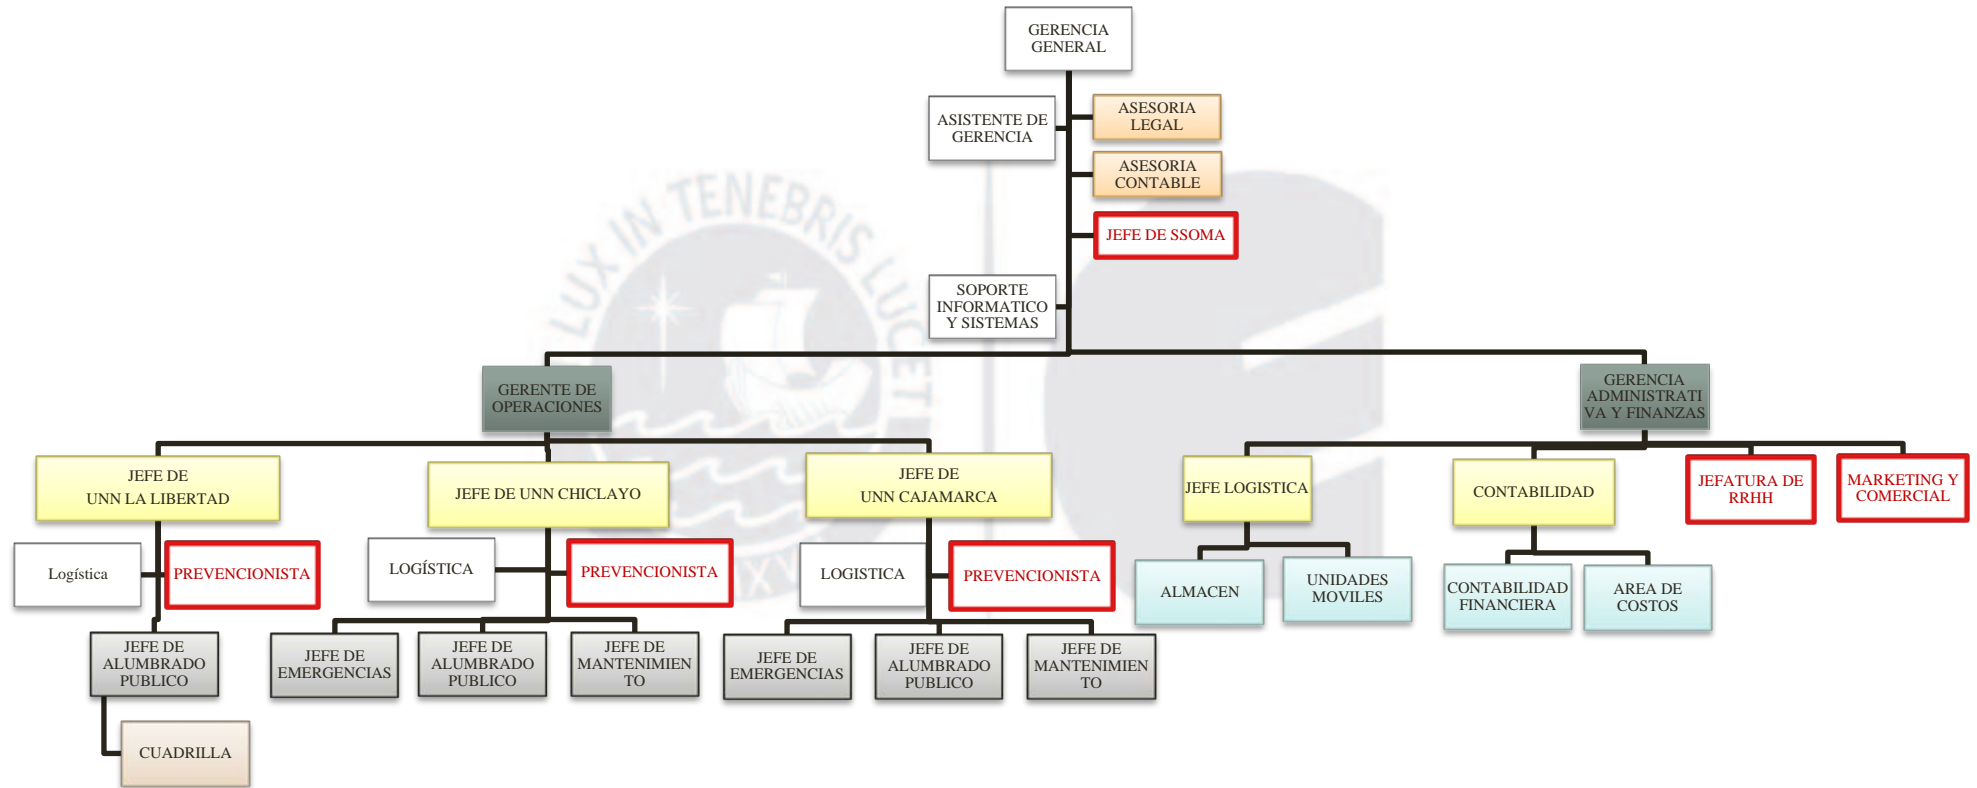 GERENCIA
GENERAL
ASISTENTE DE
GERENCIA
ASESORIA
LEGAL
ASESORIA
CONTABLE
JEFE DE SSOMA
SOPORTE
INFORMATICO
Y SISTEMAS
LUX IN TENEBRIS LUCET
GERENTE DE
OPERACIONES
GERENCIA
ADMINISTRATI
VA Y FINANZAS
JEFE DE
UNN LA LIBERTAD
JEFE DE UNN CHICLAYO
JEFE DE
UNN CAJAMARCA
JEFE LOGISTICA
CONTABILIDAD
JEFATURA DE
RRHH
MARKETING Y
COMERCIAL
Logística
PREVENCIONISTA
LOGÍSTICA
PREVENCIONISTA
LOGISTICA
PREVENCIONISTA
ALMACEN
UNIDADES
MOVILES
CONTABILIDAD
FINANCIERA
AREA DE
COSTOS
JEFE DE
ALUMBRADO
PUBLICO
JEFE DE
EMERGENCIAS
JEFE DE
ALUMBRADO
PUBLICO
JEFE DE
MANTENIMIEN
TO
JEFE DE
EMERGENCIAS
JEFE DE
ALUMBRADO
PUBLICO
JEFE DE
MANTENIMIEN
TO
CUADRILLA